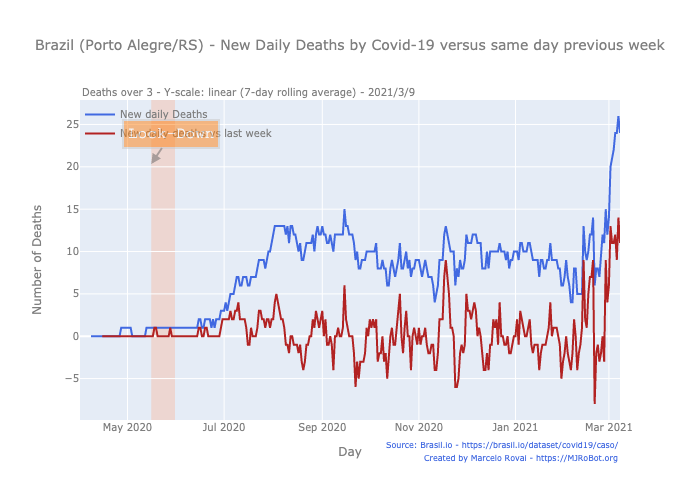 Brazil (Porto Alegre/RS) - New Daily Deaths by Covid-19 versus same day previous week
Deaths over 3 - Y-scale: linear (7-day rolling average) - 2021/3/9
New daily Deaths
New daily deaths vs last week
25
20
15
10
5
0
−5
Number of Deaths
May 2020
Jul 2020
Sep 2020
Nov 2020
Jan 2021
Mar 2021
Day
Source: Brasil.io - https://brasil.io/dataset/covid19/caso/
Created by Marcelo Rovai - https://MJRoBot.org